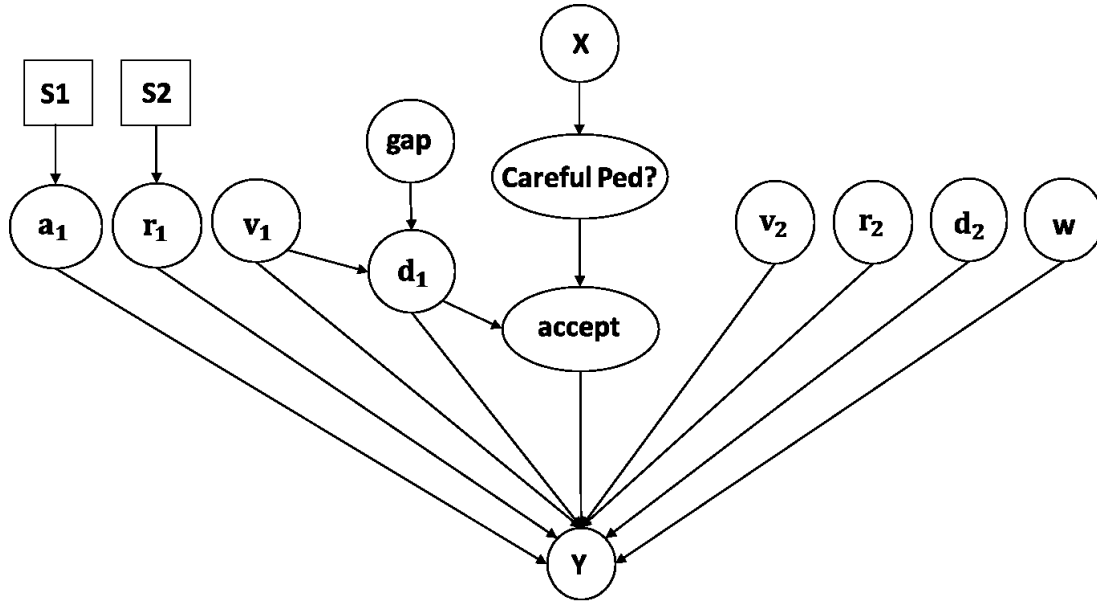 X
S1
S2
gap
Careful Ped?
a₁
r₁
v₁
v₂
r₂
d₂
w
d₁
accept
Y